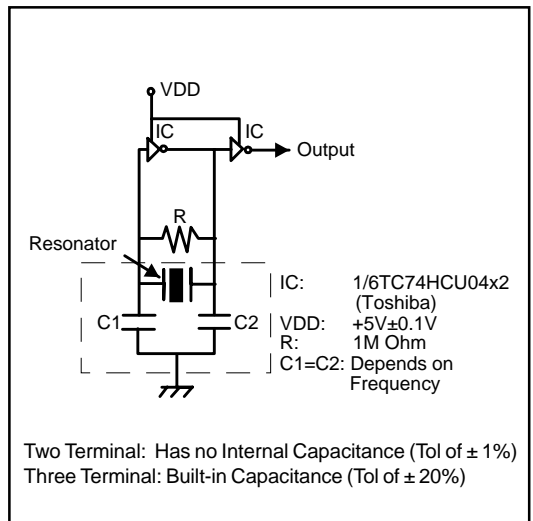 VDD
IC
IC
Output
R
Resonator
C1
C2
IC: 1/6TC74HCU04x2
(Toshiba)
VDD: +5V±0.1V
R: 1M Ohm
C1=C2: Depends on
Frequency
Two Terminal: Has no Internal Capacitance (Tol of ± 1%)
Three Terminal: Built-in Capacitance (Tol of ± 20%)